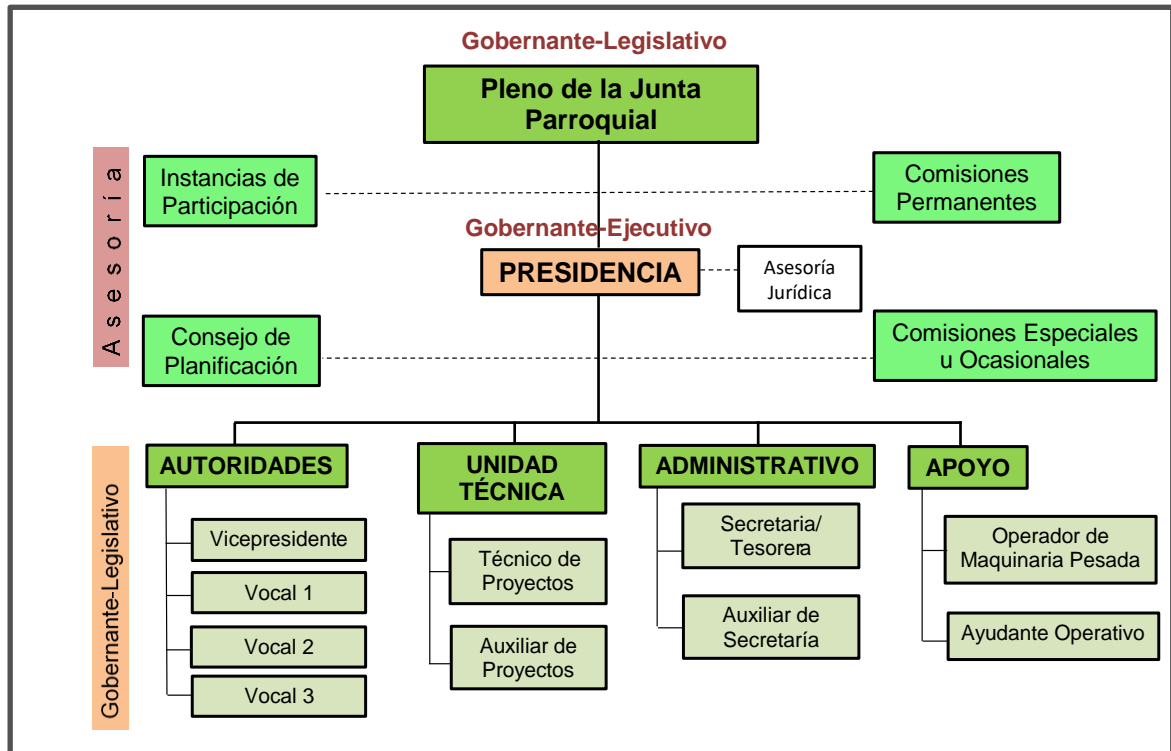 Gobernante-Legislativo
Pleno de la Junta
Parroquial
Asesoría
Instancias de
Participación
Comisiones
Permanentes
Gobernante-Ejecutivo
PRESIDENCIA
Asesoría
Jurídica
Consejo de
Planificación
Comisiones Especiales
u Ocasionales
Gobernante-Legislativo
AUTORIDADES
Vicepresidente
Vocal 1
Vocal 2
Vocal 3
UNIDAD
TÉCNICA
Técnico de
Proyectos
Auxiliar de
Proyectos
ADMINISTRATIVO
Secretaria/
Tesorera
Auxiliar de
Secretaría
APOYO
Operador de
Maquinaria Pesada
Ayudante Operativo